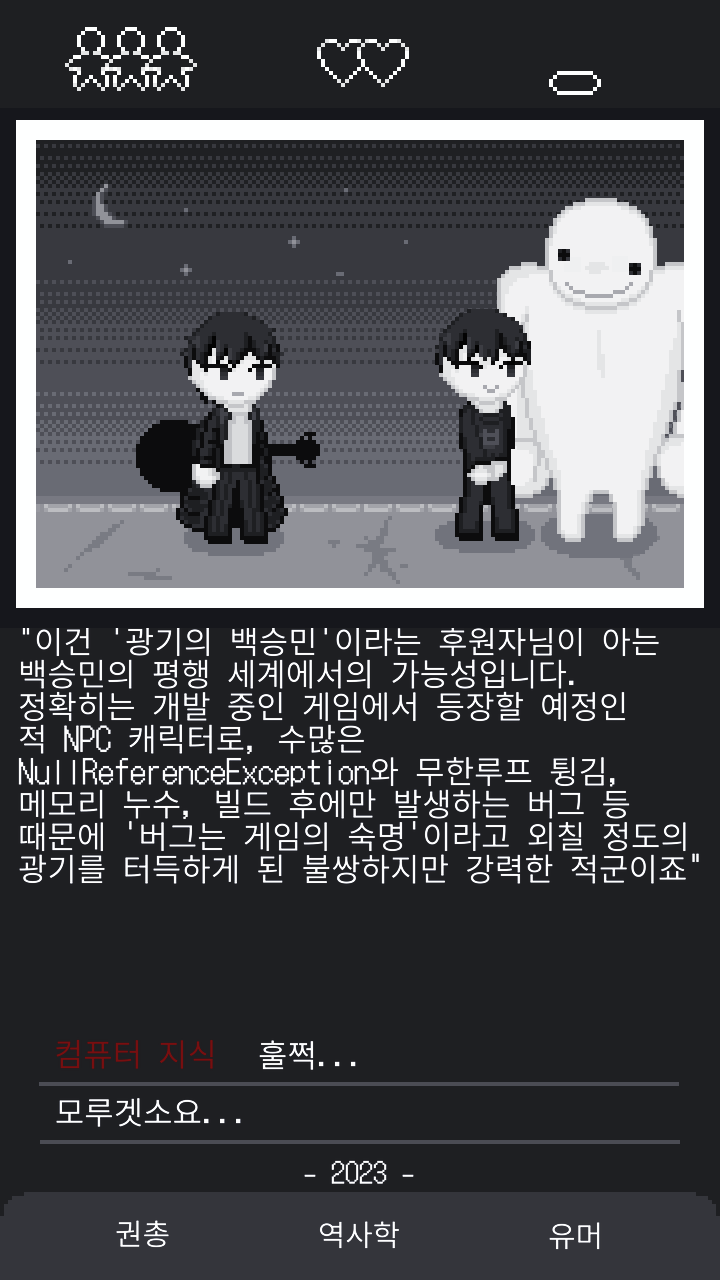 "이건 '광기의 백승민'이라는 후원자님이 아는
백승민의 평행 세계에서의 가능성입니다.
정확히는 개발 중인 게임에서 등장할 예정인
적 NPC 캐릭터로, 수많은
NullReferenceException와 무한루프 튕김,
메모리 누수, 빌드 후에만 발생하는 버그 등
때문에 '버그는 게임의 숙명'이라고 외칠 정도의
광기를 터득하게 된 불쌍하지만 강력한 적군이죠"
컴퓨터 지식 훌쩍...
모루겟소요...
- 2023 -
권총 역사학 유머